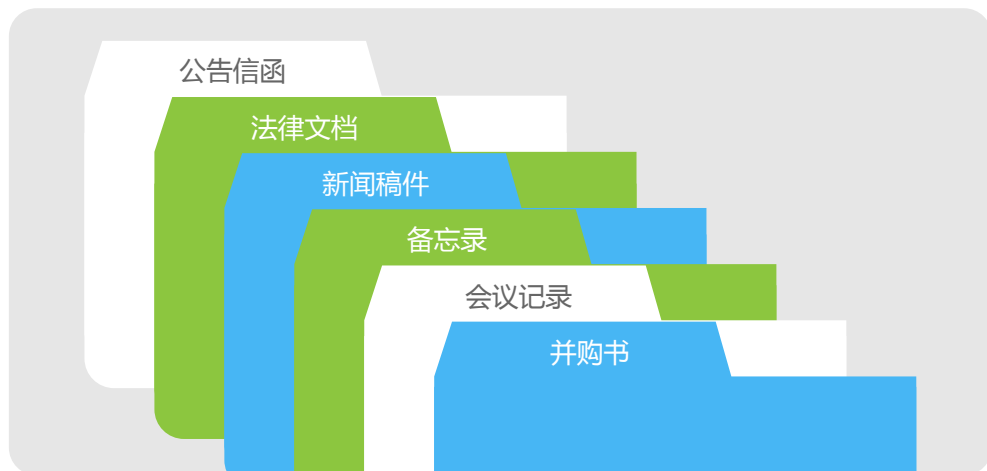 公告信函
法律文档
新闻稿件
备忘录
会议记录
并购书